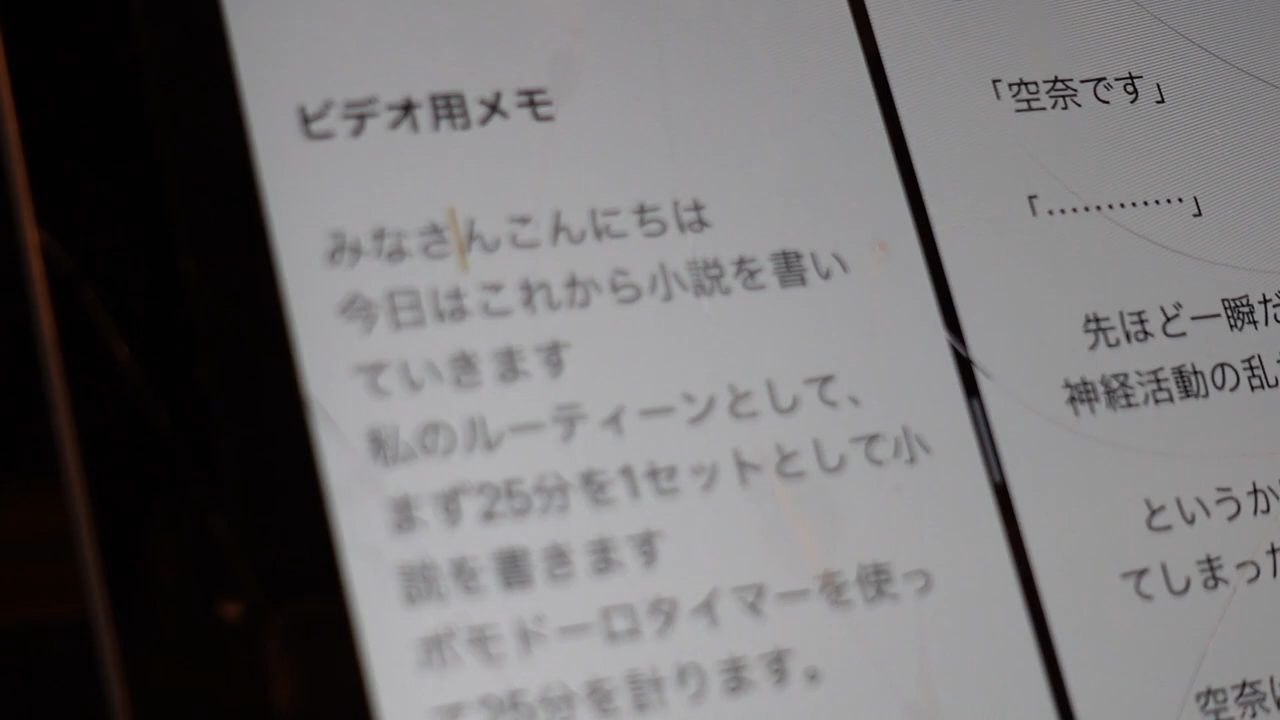 ビデオ用メモ
みなさんこんにちは
今日はこれから小説を書い
ていきます
私のルーティーンとして、
まず25分を1セットとして小
説を書きます
ポモドーロタイマーを使っ
て25分を計ります。
「空奈です」
「…………」
先ほど一瞬だ
神経活動の乱
というか
てしまった
空奈は